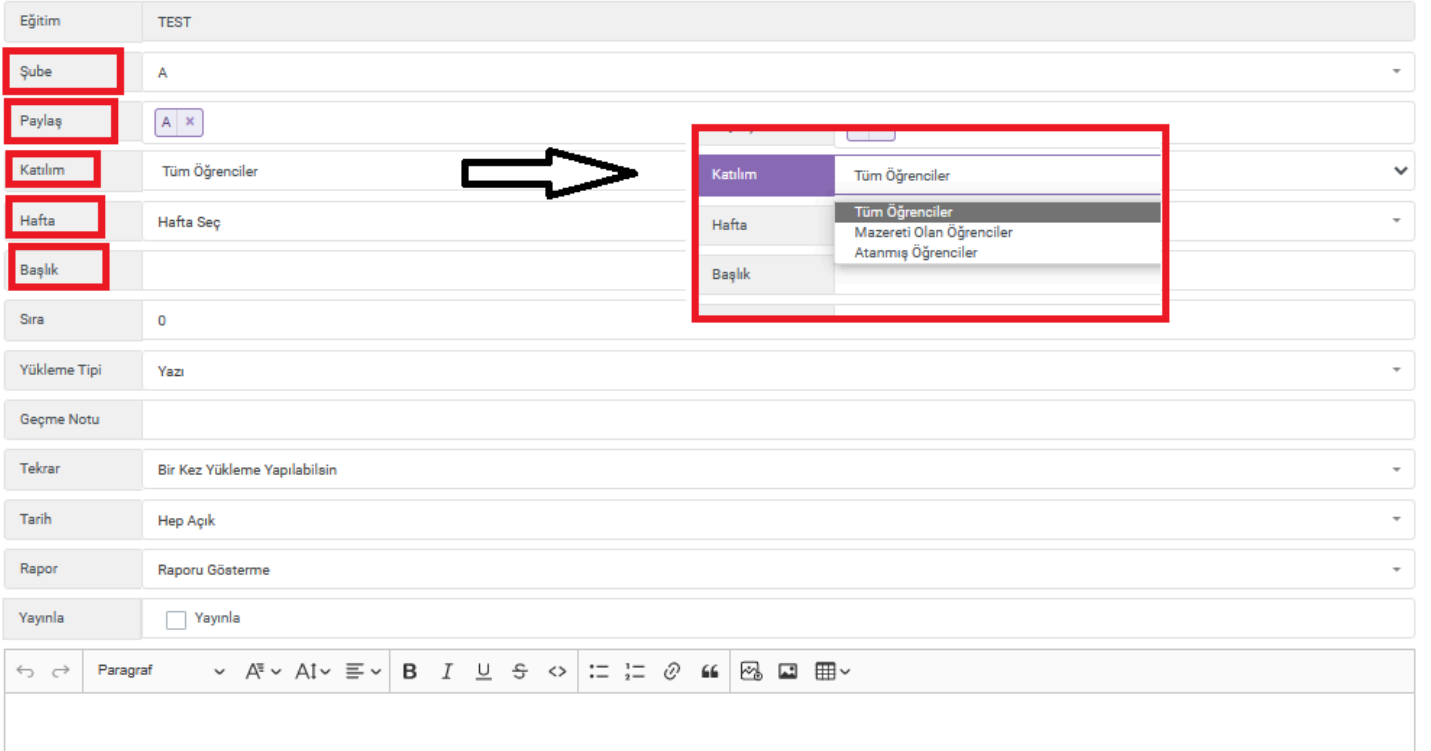 Eğitim TEST
Şube A
Paylaş A ×
Katılım Tüm Öğrenciler
Hafta Hafta Seç
Başlık
Sıra 0
Yükleme Tipi Yazı
Geçme Notu
Tekrar Bir Kez Yükleme Yapılabilsin
Tarih Hep Açık
Rapor Raporu Gösterme
Yayınla Yayınla
Paragraf
Katılım Tüm Öğrenciler
Tüm Öğrenciler
Hafta
Mazereti Olan Öğrenciler
Atanmış Öğrenciler
Başlık